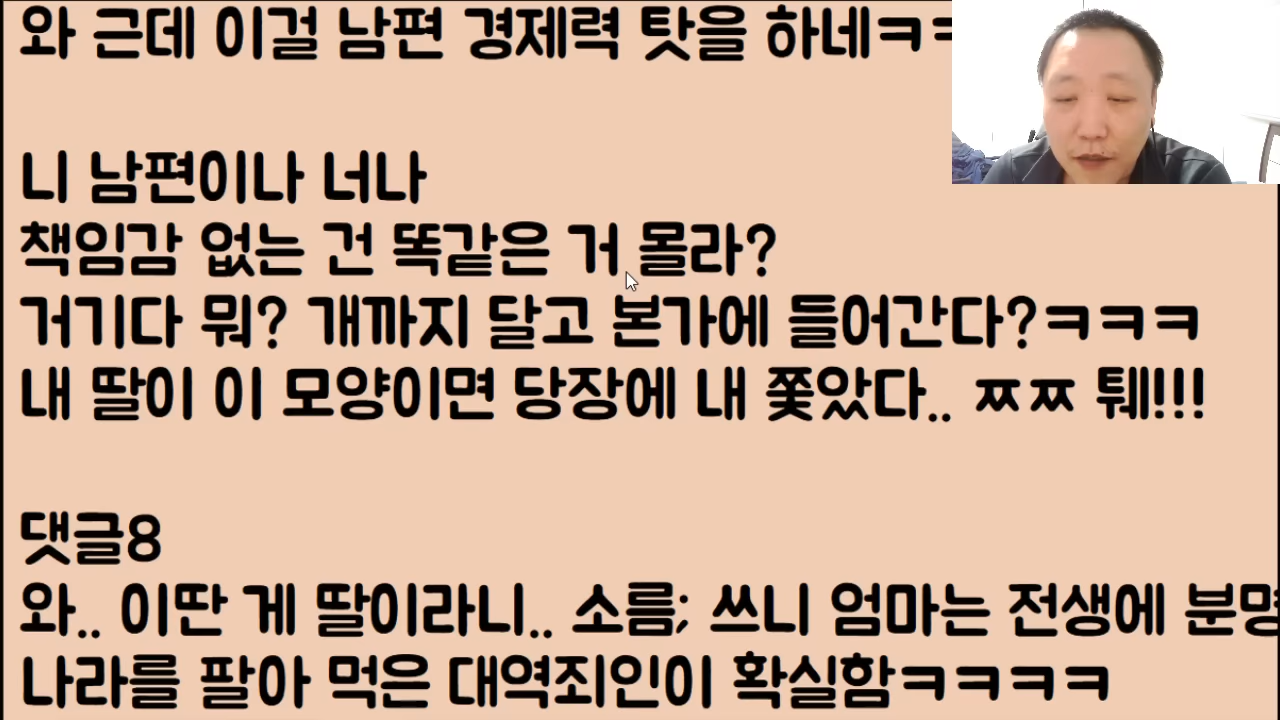 와 근데 이걸 남편 경제력 탓을 하네ㅋ
니 남편이나 너나
책임감 없는 건 똑같은 거 몰라?
거기다 뭐? 개까지 달고 본가에 들어간다?ㅋㅋㅋ
내 딸이 이 모양이면 당장에 내 쫓았다.. ㅉㅉ 퉤!!!
댓글8
와.. 이딴 게 딸이라니.. 소름; 쓰니 엄마는 전생에 분명
나라를 팔아 먹은 대역죄인이 확실함ㅋㅋㅋㅋ